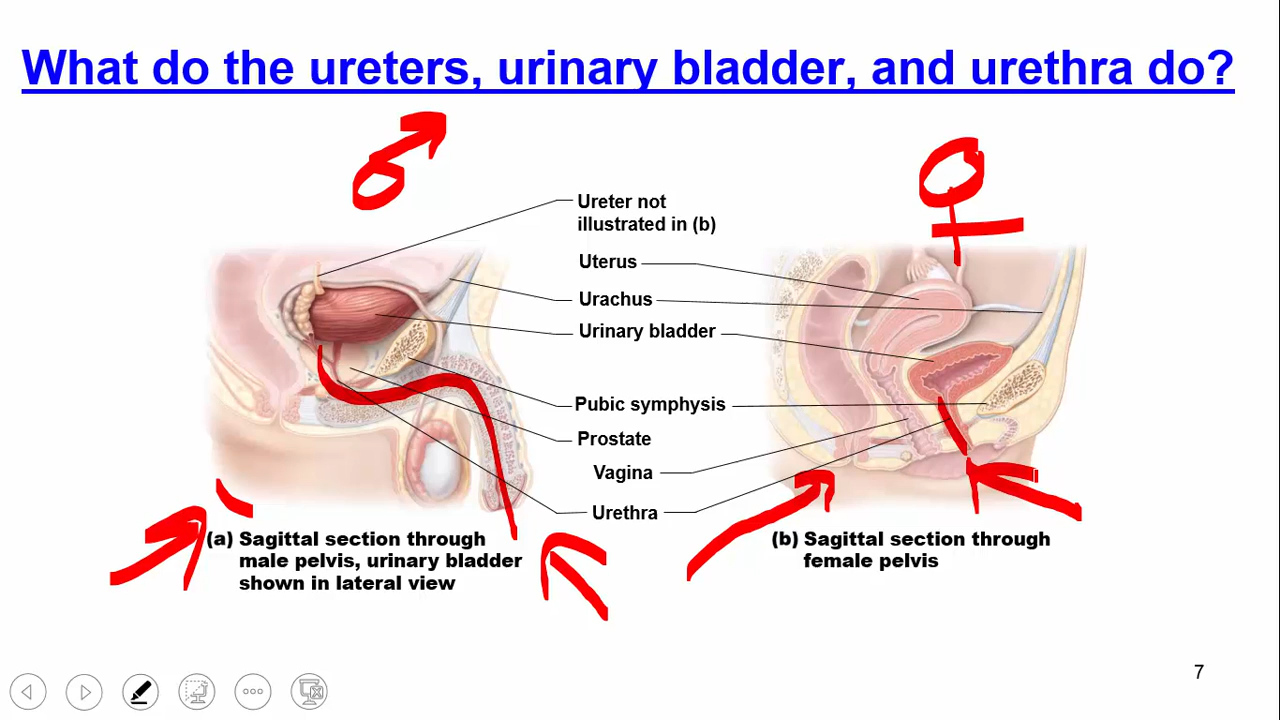 What do the ureters, urinary bladder, and urethra do?
Ureter not
illustrated in (b)
Uterus
Urachus
Urinary bladder
Pubic symphysis
Prostate
Vagina
Urethra
(a) Sagittal section through
male pelvis, urinary bladder
shown in lateral view
(b) Sagittal section through
female pelvis
7